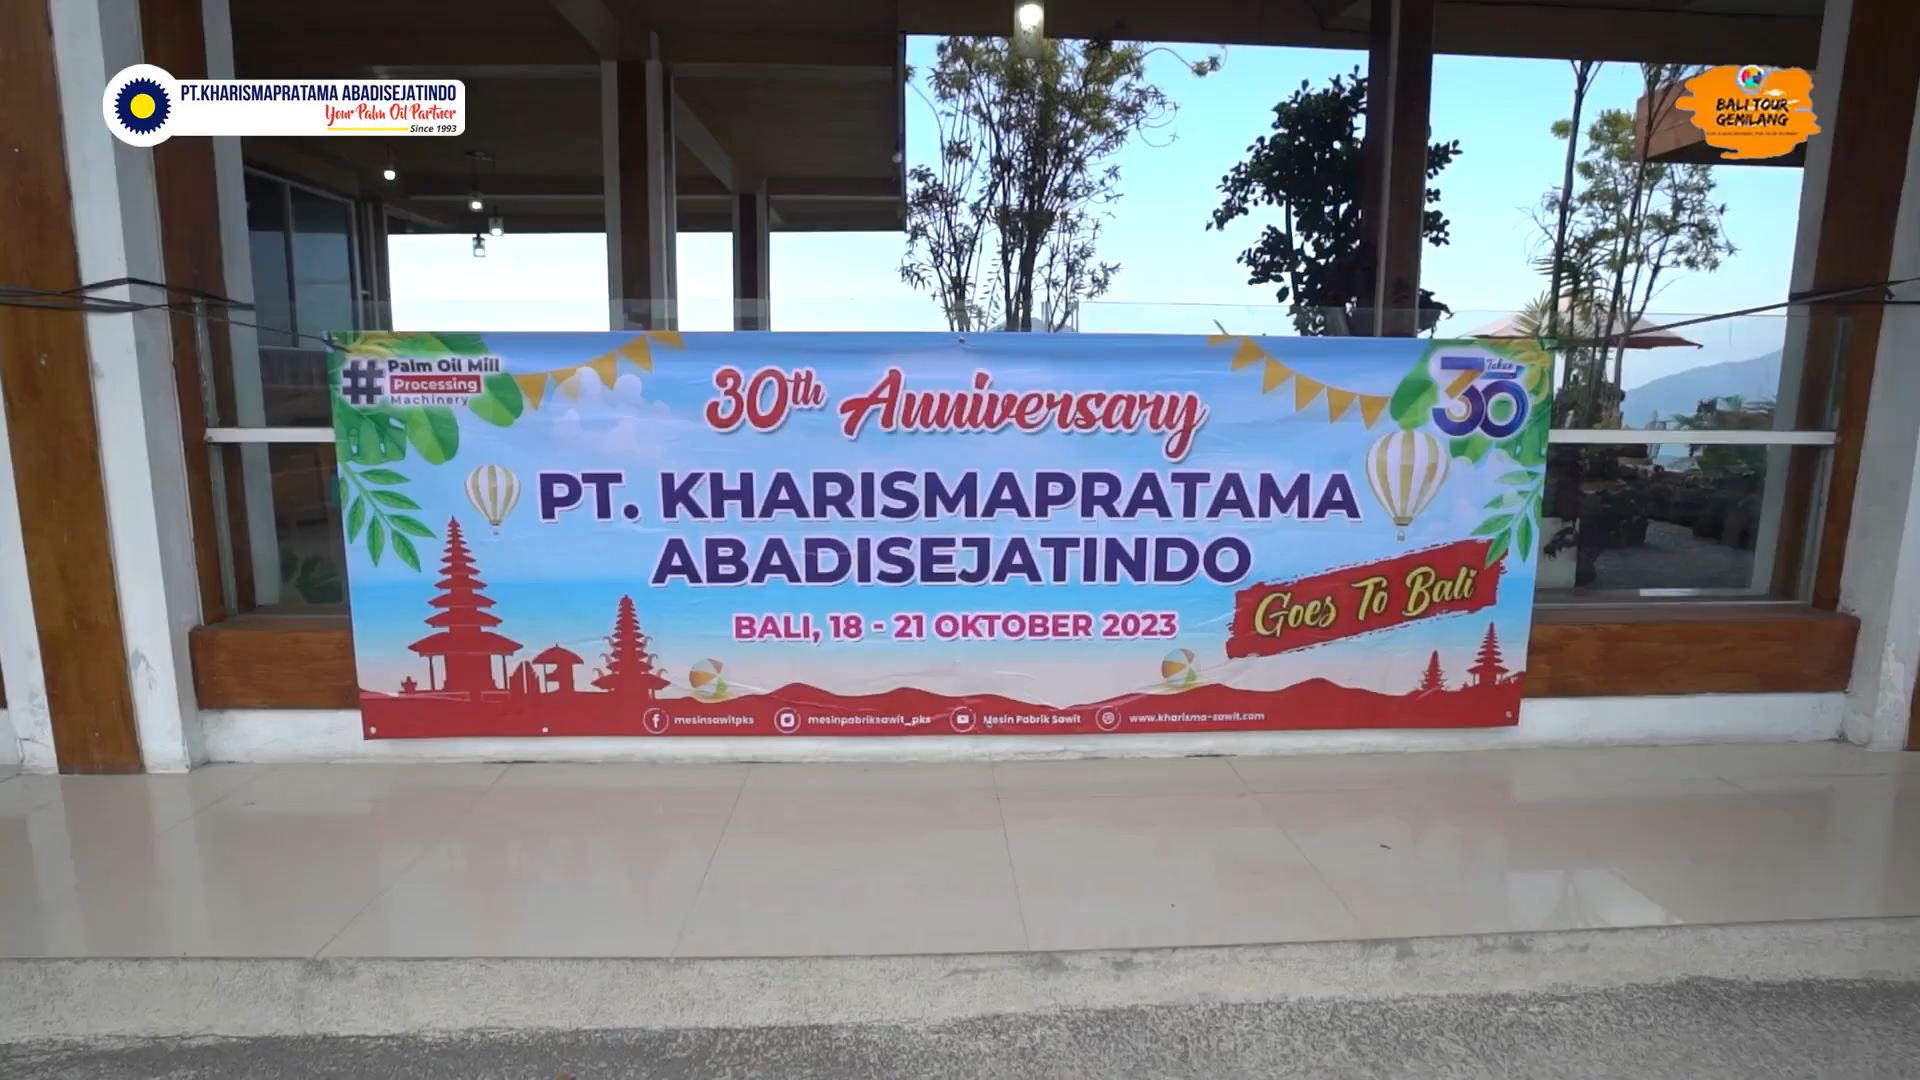 PT.KHARISMAPRATAMA ABADISEJATINDO
Your Palm Oil Partner
Since 1993
BALI TOUR
GEMILANG
# Palm Oil Mill
Processing
Machinery
30th Anniversary
30 Tahun
PT. KHARISMAPRATAMA
ABADISEJATINDO
Goes To Bali
BALI, 18 - 21 OKTOBER 2023
mesinsawitpks
mesinpabriksawit_pks
Mesin Pabrik Sawit
www.kharisma-sawit.com